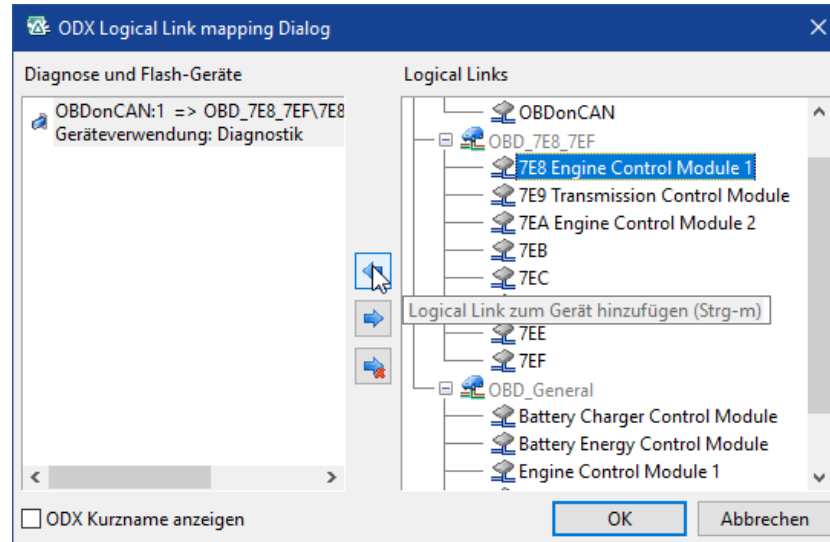 ODX Logical Link mapping Dialog
Diagnose und Flash-Geräte
OBDonCAN:1 => OBD_7E8_7EF\7E8
Geräteverwendung: Diagnostik
Logical Links
OBDonCAN
OBD_7E8_7EF
7E8 Engine Control Module 1
7E9 Transmission Control Module
7EA Engine Control Module 2
7EB
7EC
Logical Link zum Gerät hinzufügen (Strg-m)
7EE
7EF
OBD_General
Battery Charger Control Module
Battery Energy Control Module
Engine Control Module 1
ODX Kurzname anzeigen
OK
Abbrechen